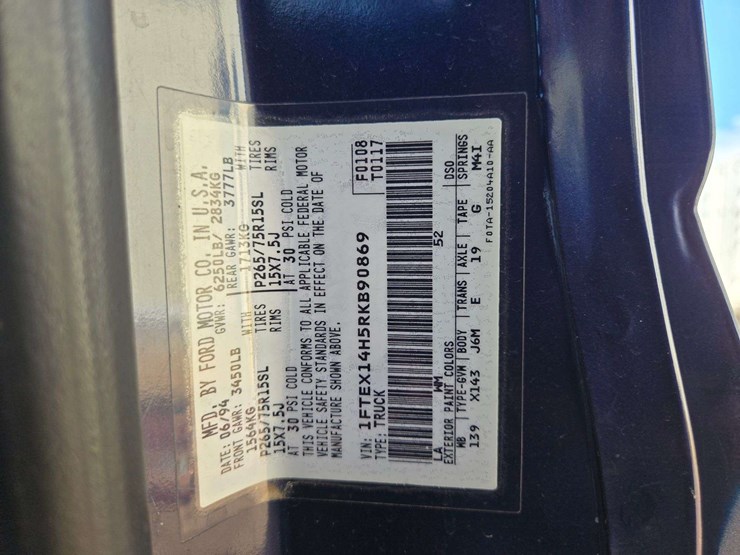 MFD. BY FORD MOTOR CO. IN U.S.A.
DATE: 06/94 GVWR: 6250LB/ 2834KG
FRONT GAWR: 3450LB REAR GAWR: 3777LB
1564KG WITH 1713KG WITH
P265/75R15SL TIRES P265/75R15SL TIRES
15X7.5J RIMS 15X7.5J RIMS
AT 30 PSI COLD AT 30 PSI COLD
THIS VEHICLE CONFORMS TO ALL APPLICABLE FEDERAL MOTOR
VEHICLE SAFETY STANDARDS IN EFFECT ON THE DATE OF
MANUFACTURE SHOWN ABOVE.
VIN: 1FTEX14H5RKB90869 F0108
TYPE: TRUCK T0117
LA WM 52
EXTERIOR PAINT COLORS DSO
WB TYPE-GVW BODY TRANS AXLE TAPE SPRINGS
139 X143 J6M E 19 G M4I
F0TA-15204A10-AA